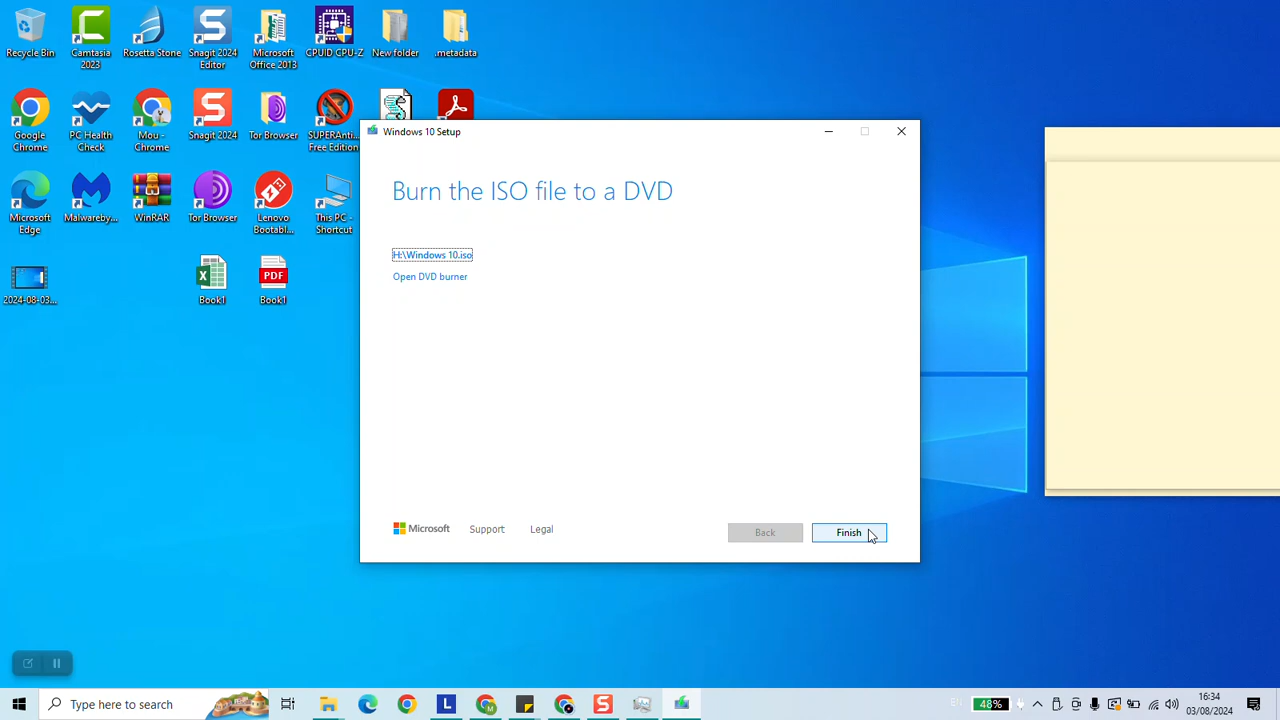 Recycle Bin
Camtasia 2023
Rosetta Stone
Snagit 2024 Editor
Microsoft Office 2013
CPUID CPU-Z
New folder
.metadata
Google Chrome
PC Health Check
Mou - Chrome
Snagit 2024
Tor Browser
SUPERAnti... Free Edition
Microsoft Edge
Malwareby...
WinRAR
Tor Browser
Lenovo Bootabl...
This PC - Shortcut
2024-08-03...
Book1
PDF
Book1
Windows 10 Setup
Burn the ISO file to a DVD
H:\Windows 10.iso
Open DVD burner
Microsoft
Support
Legal
Back
Finish
Type here to search
EN
48%
16:34
03/08/2024